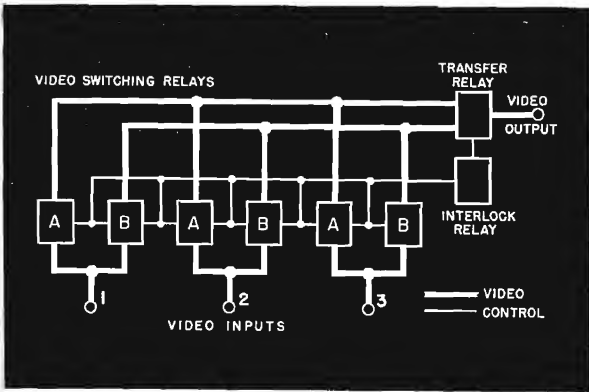 TRANSFER
RELAY
VIDEO SWITCHING RELAYS
VIDEO
OUTPUT
INTERLOCK
RELAY
A
B
A
B
A
B
1
2
3
VIDEO INPUTS
VIDEO
CONTROL